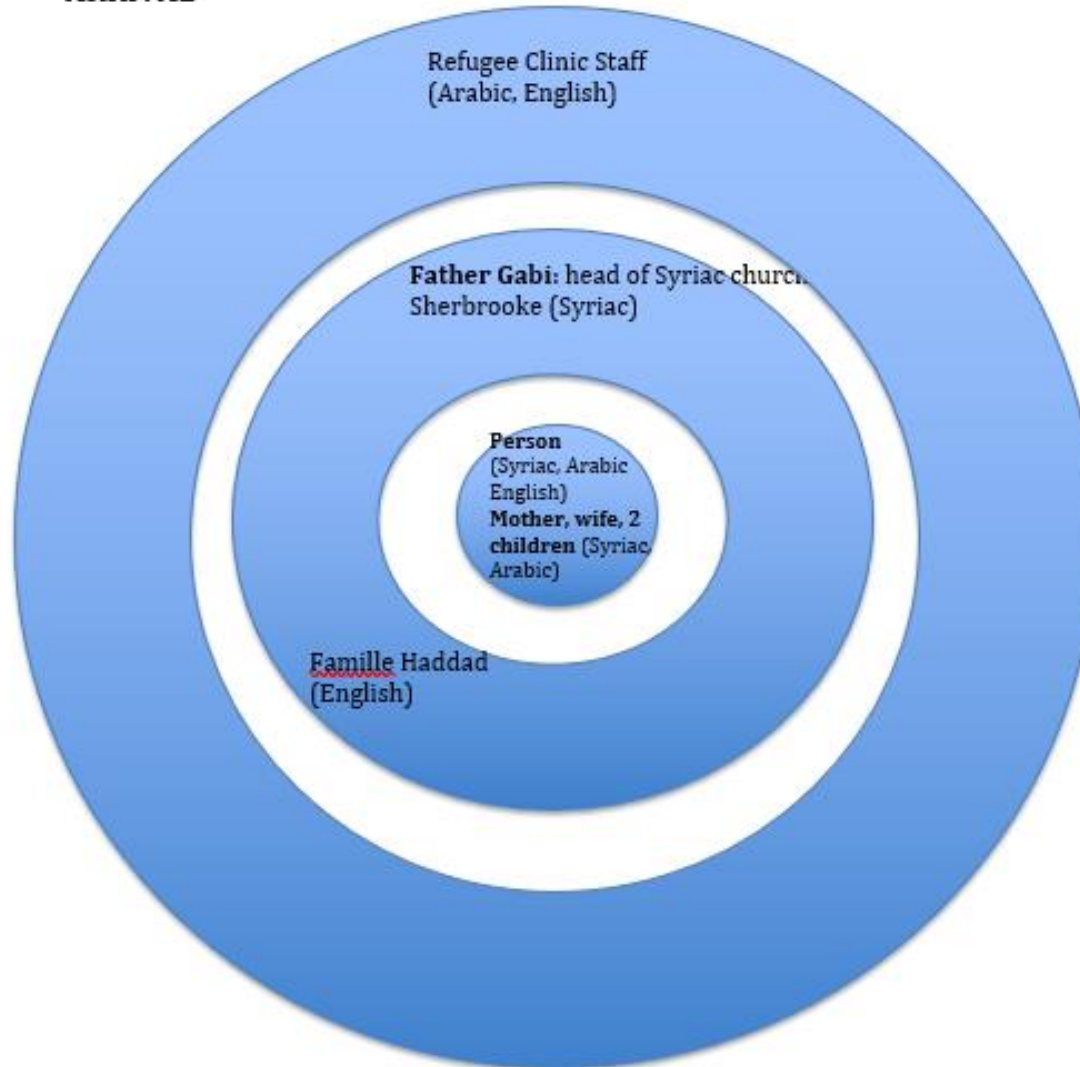 Refugee Clinic Staff
(Arabic, English)
Father Gabi: head of Syriac church
Sherbrooke (Syriac)
Person
(Syriac, Arabic
English)
Mother, wife, 2
children (Syriac,
Arabic)
Famille Haddad
(English)